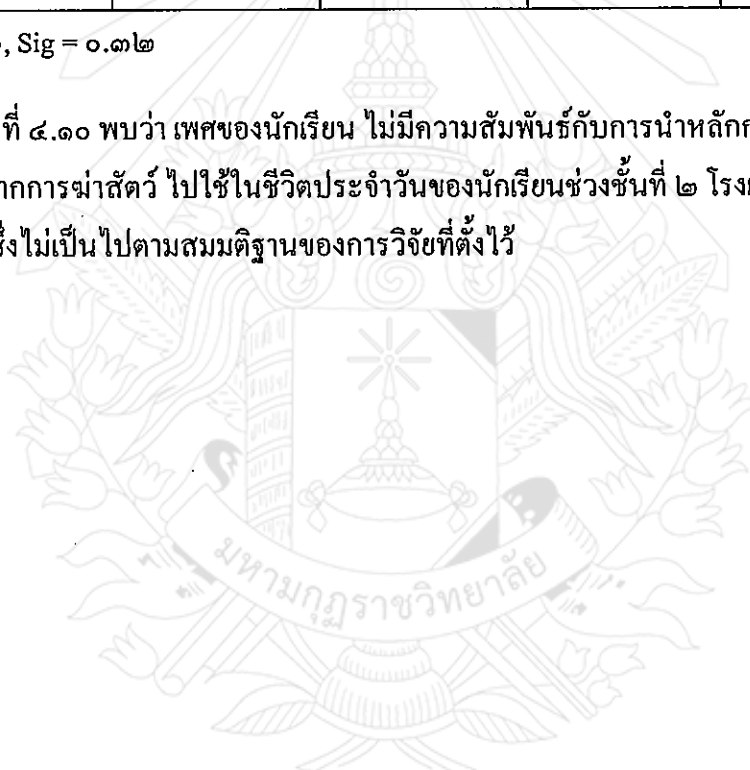 , Sig = ๐.๓๒
ที่ ๔.๑๐ พบว่า เพศของนักเรียน ไม่มีความสัมพันธ์กับการนำหลัก
ากการฆ่าสัตว์ ไปใช้ในชีวิตประจำวันของนักเรียนช่วงชั้นที่ ๒ โรง
ซึ่งไม่เป็นไปตามสมมติฐานของการวิจัยที่ตั้งไว้
มหามกุฏราชวิทยาลัย